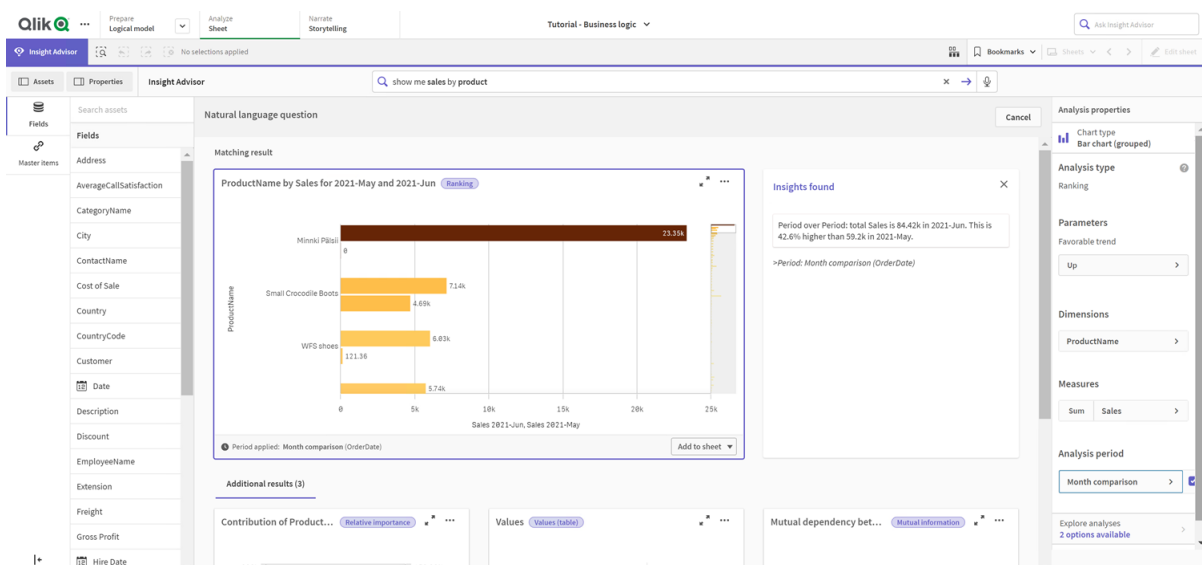 Qlik
Prepare
Logical model
Analyze
Sheet
Narrate
Storytelling
Tutorial - Business logic
Ask Insight Advisor
Insight Advisor
No selections applied
Bookmarks
Sheets
Edit sheet
Assets
Properties
Insight Advisor
show me sales by product
Fields
Master items
Search assets
Fields
Address
AverageCallSatisfaction
CategoryName
City
ContactName
Cost of Sale
Country
CountryCode
Customer
Date
Description
Discount
EmployeeName
Extension
Freight
Gross Profit
Hire Date
Natural language question
Cancel
Matching result
ProductName by Sales for 2021-May and 2021-Jun
Ranking
ProductName
Minnki Pälsii
23.35k
0
Small Crocodile Boots
7.14k
4.69k
WFS shoes
6.03k
121.36
5.74k
0 5k 10k 15k 20k 25k
Sales 2021-Jun, Sales 2021-May
Period applied: Month comparison (OrderDate)
Add to sheet
Insights found
Period over Period: total Sales is 84.42k in 2021-Jun. This is
42.6% higher than 59.2k in 2021-May.
>Period: Month comparison (OrderDate)
Additional results (3)
Contribution of Product...
Relative importance
Values
Values (table)
Mutual dependency bet...
Mutual information
Analysis properties
Chart type
Bar chart (grouped)
Analysis type
Ranking
Parameters
Favorable trend
Up
Dimensions
ProductName
Measures
Sum Sales
Analysis period
Month comparison
Explore analyses
2 options available